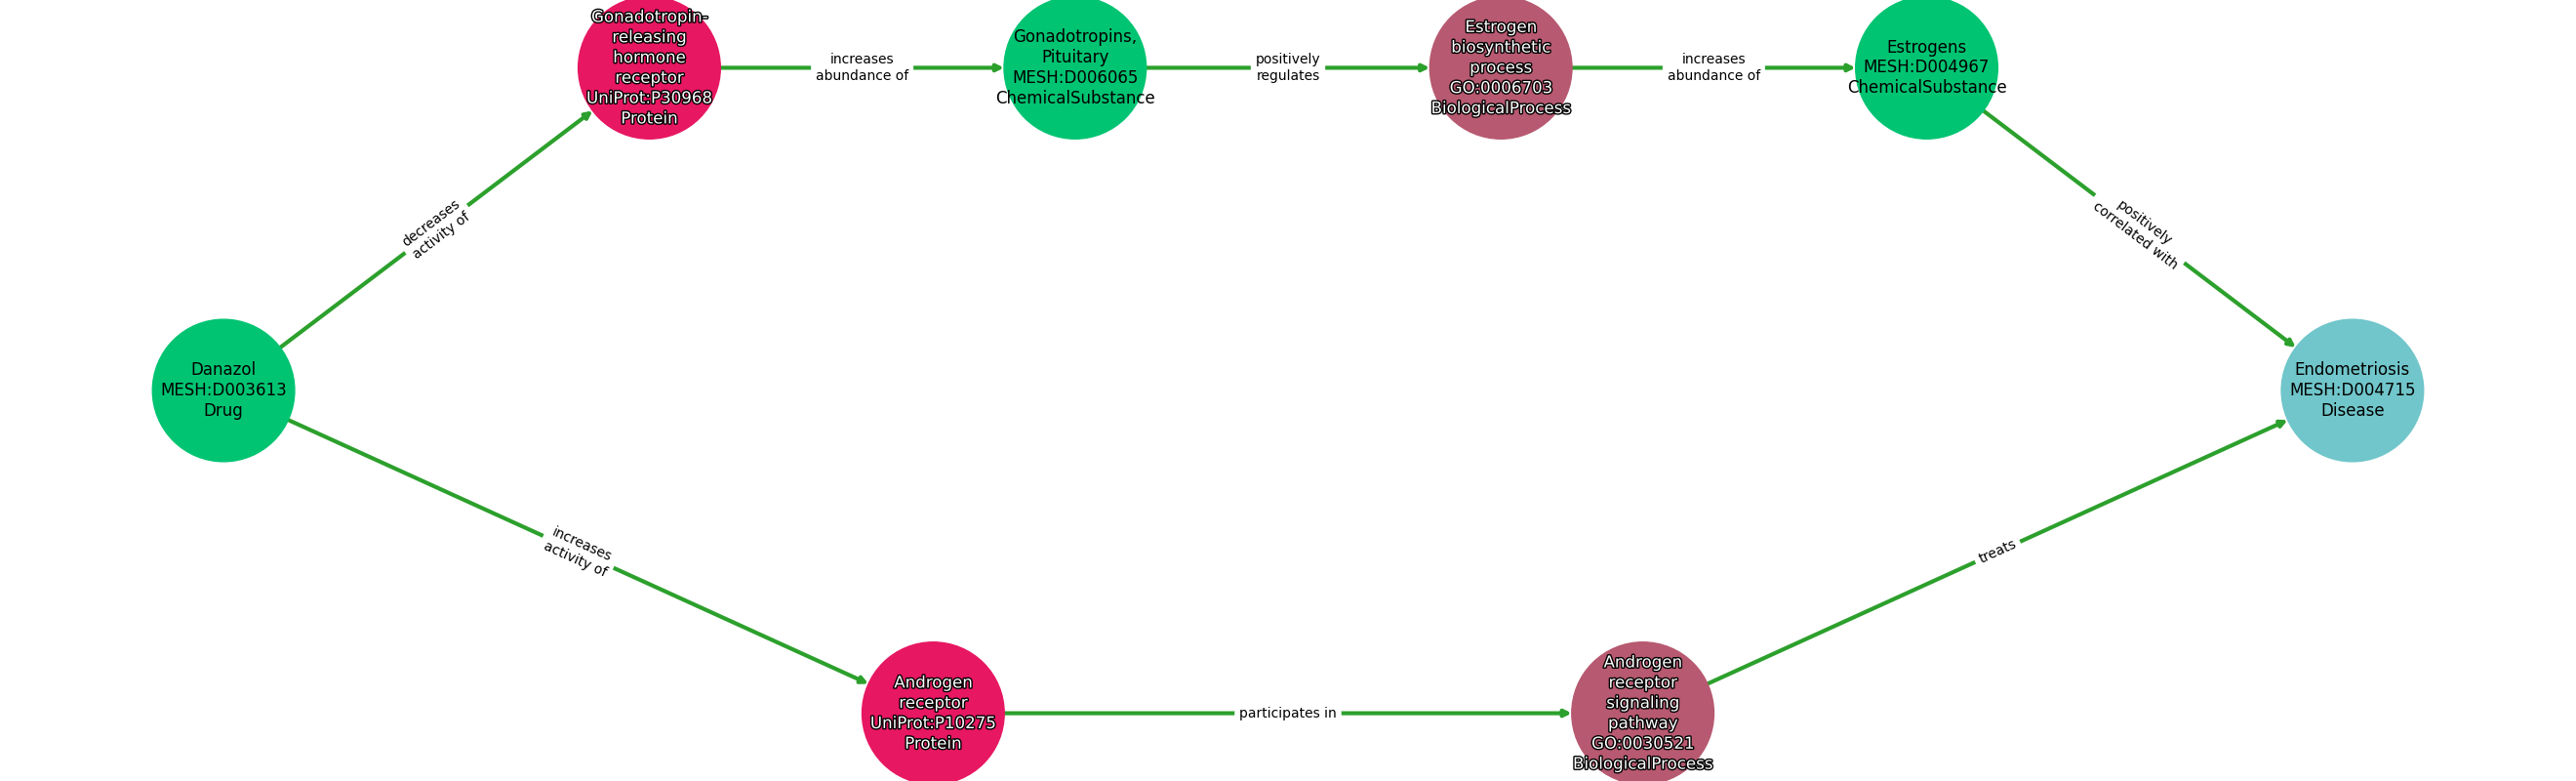 Gonadotropin-
releasing
hormone
receptor
UniProt:P30968
Protein
increases
abundance of
Gonadotropins,
Pituitary
MESH:D006065
ChemicalSubstance
positively
regulates
Estrogen
biosynthetic
process
GO:0006703
BiologicalProcess
increases
abundance of
Estrogens
MESH:D004967
ChemicalSubstance
decreases
activity of
positively
correlated with
Danazol
MESH:D003613
Drug
Endometriosis
MESH:D004715
Disease
increases
activity of
treats
Androgen
receptor
UniProt:P10275
Protein
participates in
Androgen
receptor
signaling
pathway
GO:0030521
BiologicalProcess